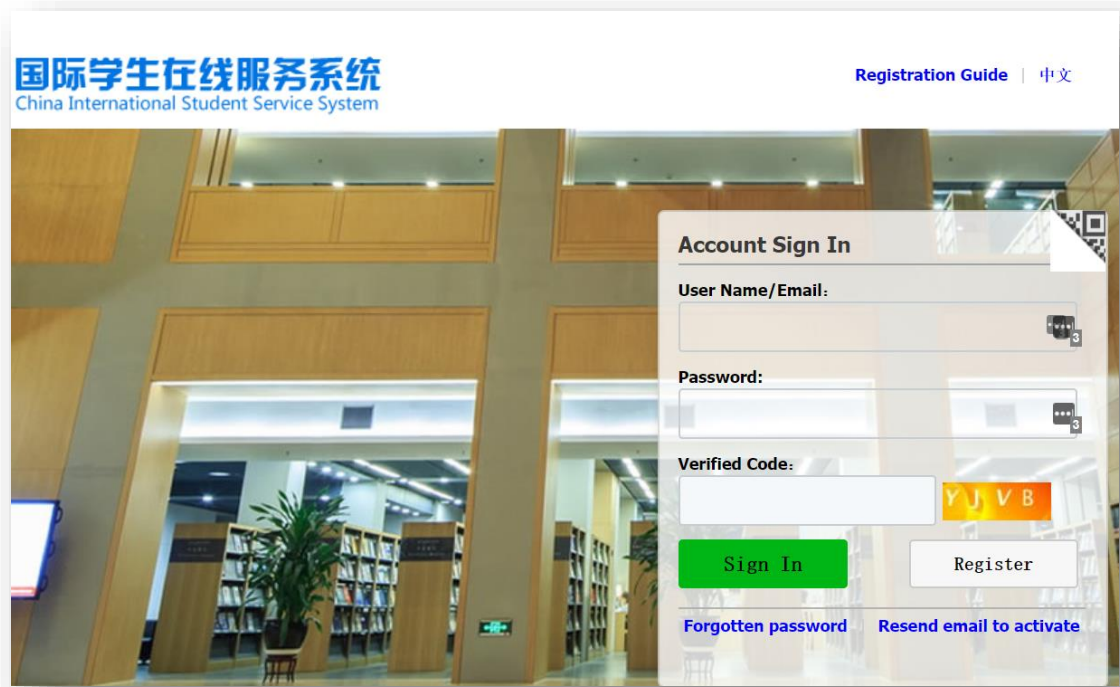 国际学生在线服务系统
China International Student Service System
Registration Guide | 中文
Account Sign In
User Name/Email:
3
Password:
3
Verified Code:
YJVB
Sign In
Register
Forgotten password
Resend email to activate